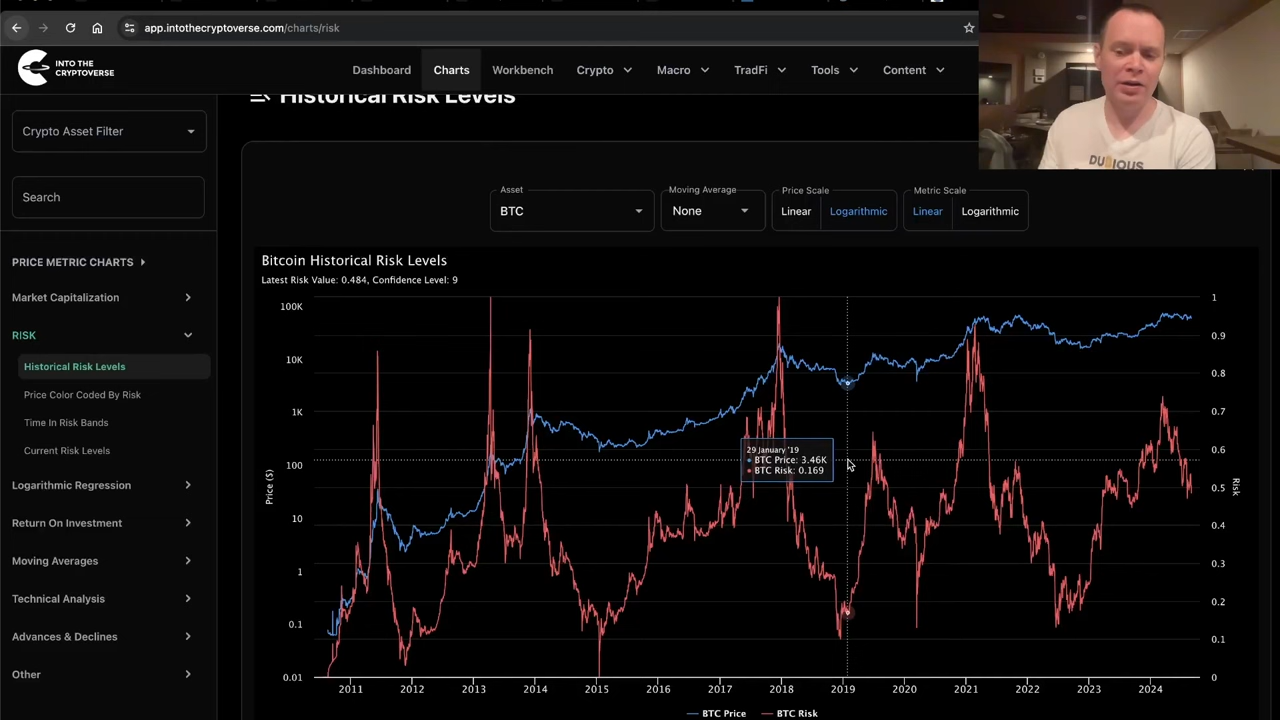 app.intothecryptoverse.com/charts/risk
INTO THE
CRYPTOVERSE
Dashboard
Charts
Workbench
Crypto
Macro
TradFi
Tools
Content
Historical Risk Levels
DUBIOUS
Crypto Asset Filter
Search
PRICE METRIC CHARTS
Market Capitalization
RISK
Historical Risk Levels
Price Color Coded By Risk
Time In Risk Bands
Current Risk Levels
Logarithmic Regression
Return On Investment
Moving Averages
Technical Analysis
Advances & Declines
Other
Asset
BTC
Moving Average
None
Price Scale
Linear
Logarithmic
Metric Scale
Linear
Logarithmic
Bitcoin Historical Risk Levels
Latest Risk Value: 0.484, Confidence Level: 9
100K
10K
1K
100
10
1
0.1
0.01
Price ($)
29 January '19
BTC Price: 3.46K
BTC Risk: 0.169
1
0.9
0.8
0.7
0.6
0.5
0.4
0.3
0.2
0.1
0
Risk
2011
2012
2013
2014
2015
2016
2017
2018
2019
2020
2021
2022
2023
2024
BTC Price
BTC Risk